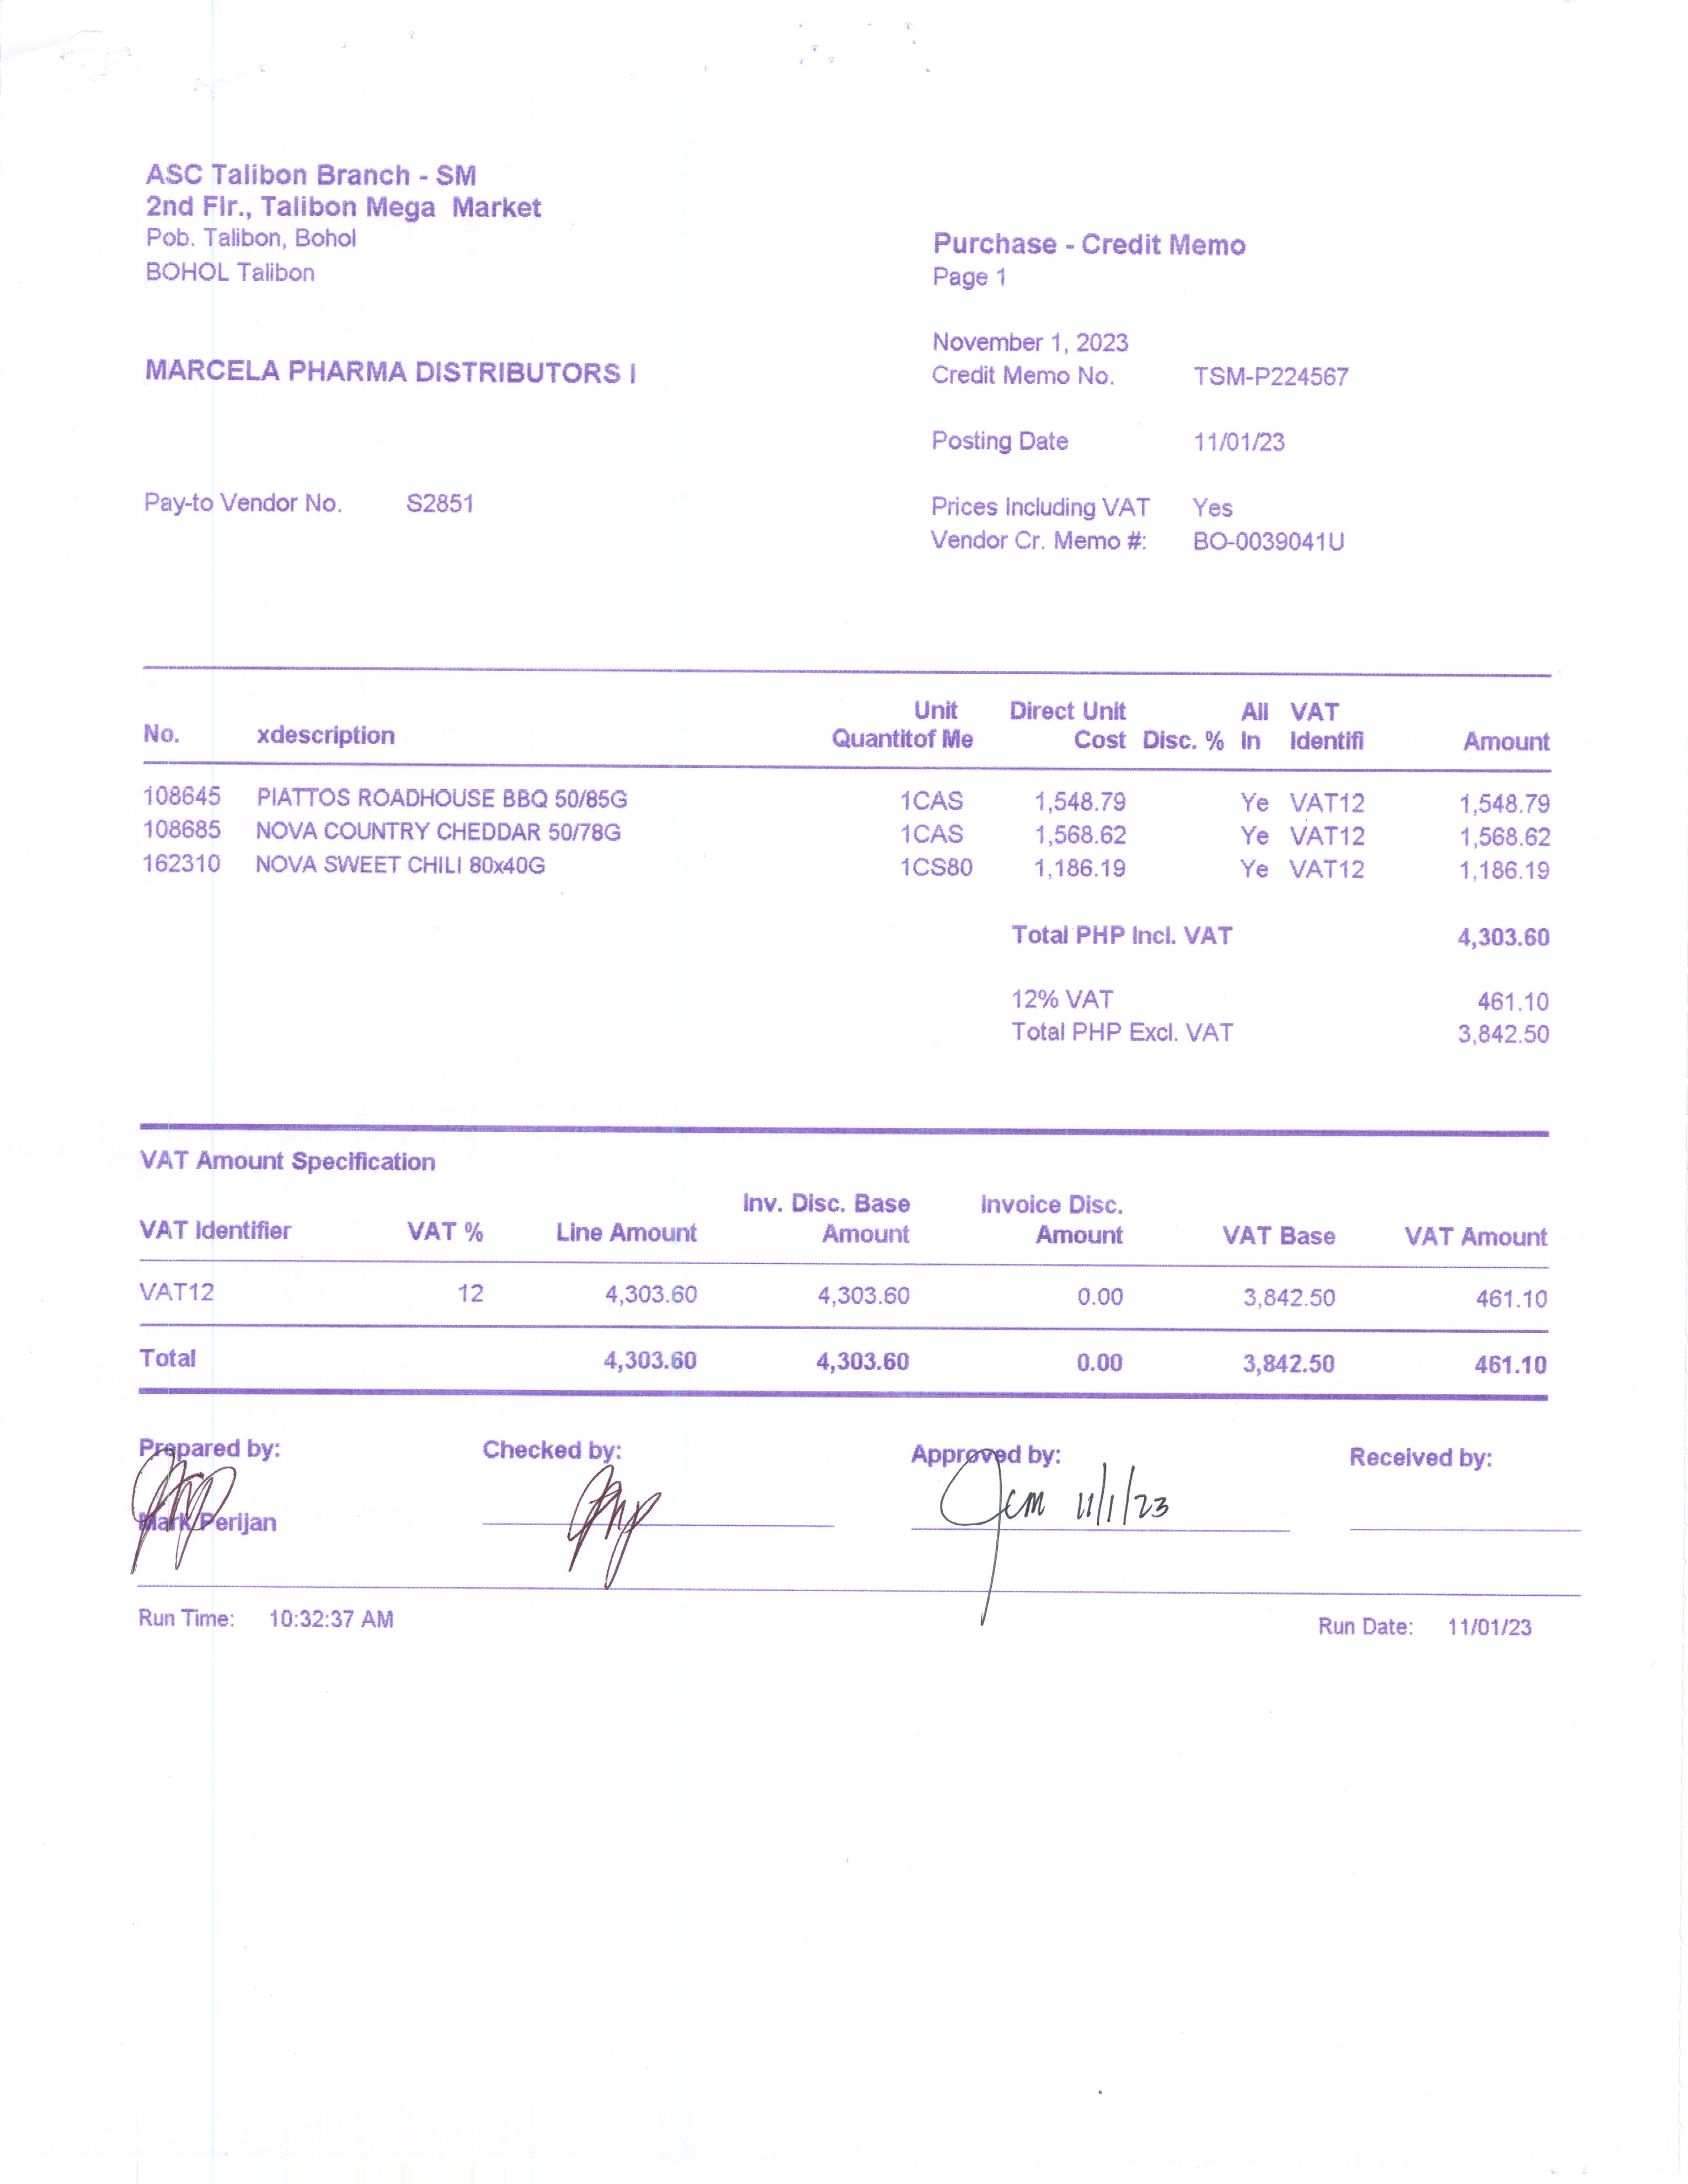 ASC Talibon Branch - SM
2nd Flr., Talibon Mega Market
Pob. Talibon, Bohol
BOHOL Talibon
Purchase - Credit Memo
Page 1
November 1, 2023
MARCELA PHARMA DISTRIBUTORS I
Credit Memo No. TSM-P224567
Posting Date 11/01/23
Pay-to Vendor No. S2851
Prices Including VAT Yes
Vendor Cr. Memo #: BO-0039041U
Unit Direct Unit All VAT
No. xdescription Quantitof Me Cost Disc. % In Identifi Amount
108645 PIATTOS ROADHOUSE BBQ 50/85G 1CAS 1,548.79 Ye VAT12 1,548.79
108685 NOVA COUNTRY CHEDDAR 50/78G 1CAS 1,568.62 Ye VAT12 1,568.62
162310 NOVA SWEET CHILI 80x40G 1CS80 1,186.19 Ye VAT12 1,186.19
Total PHP Incl. VAT 4,303.60
12% VAT 461.10
Total PHP Excl. VAT 3,842.50
VAT Amount Specification
Inv. Disc. Base Invoice Disc.
VAT Identifier VAT % Line Amount Amount Amount VAT Base VAT Amount
VAT12 12 4,303.60 4,303.60 0.00 3,842.50 461.10
Total 4,303.60 4,303.60 0.00 3,842.50 461.10
Prepared by: Checked by: Approved by: Received by:
Mark Perijan 11/1/23
Run Time: 10:32:37 AM Run Date: 11/01/23